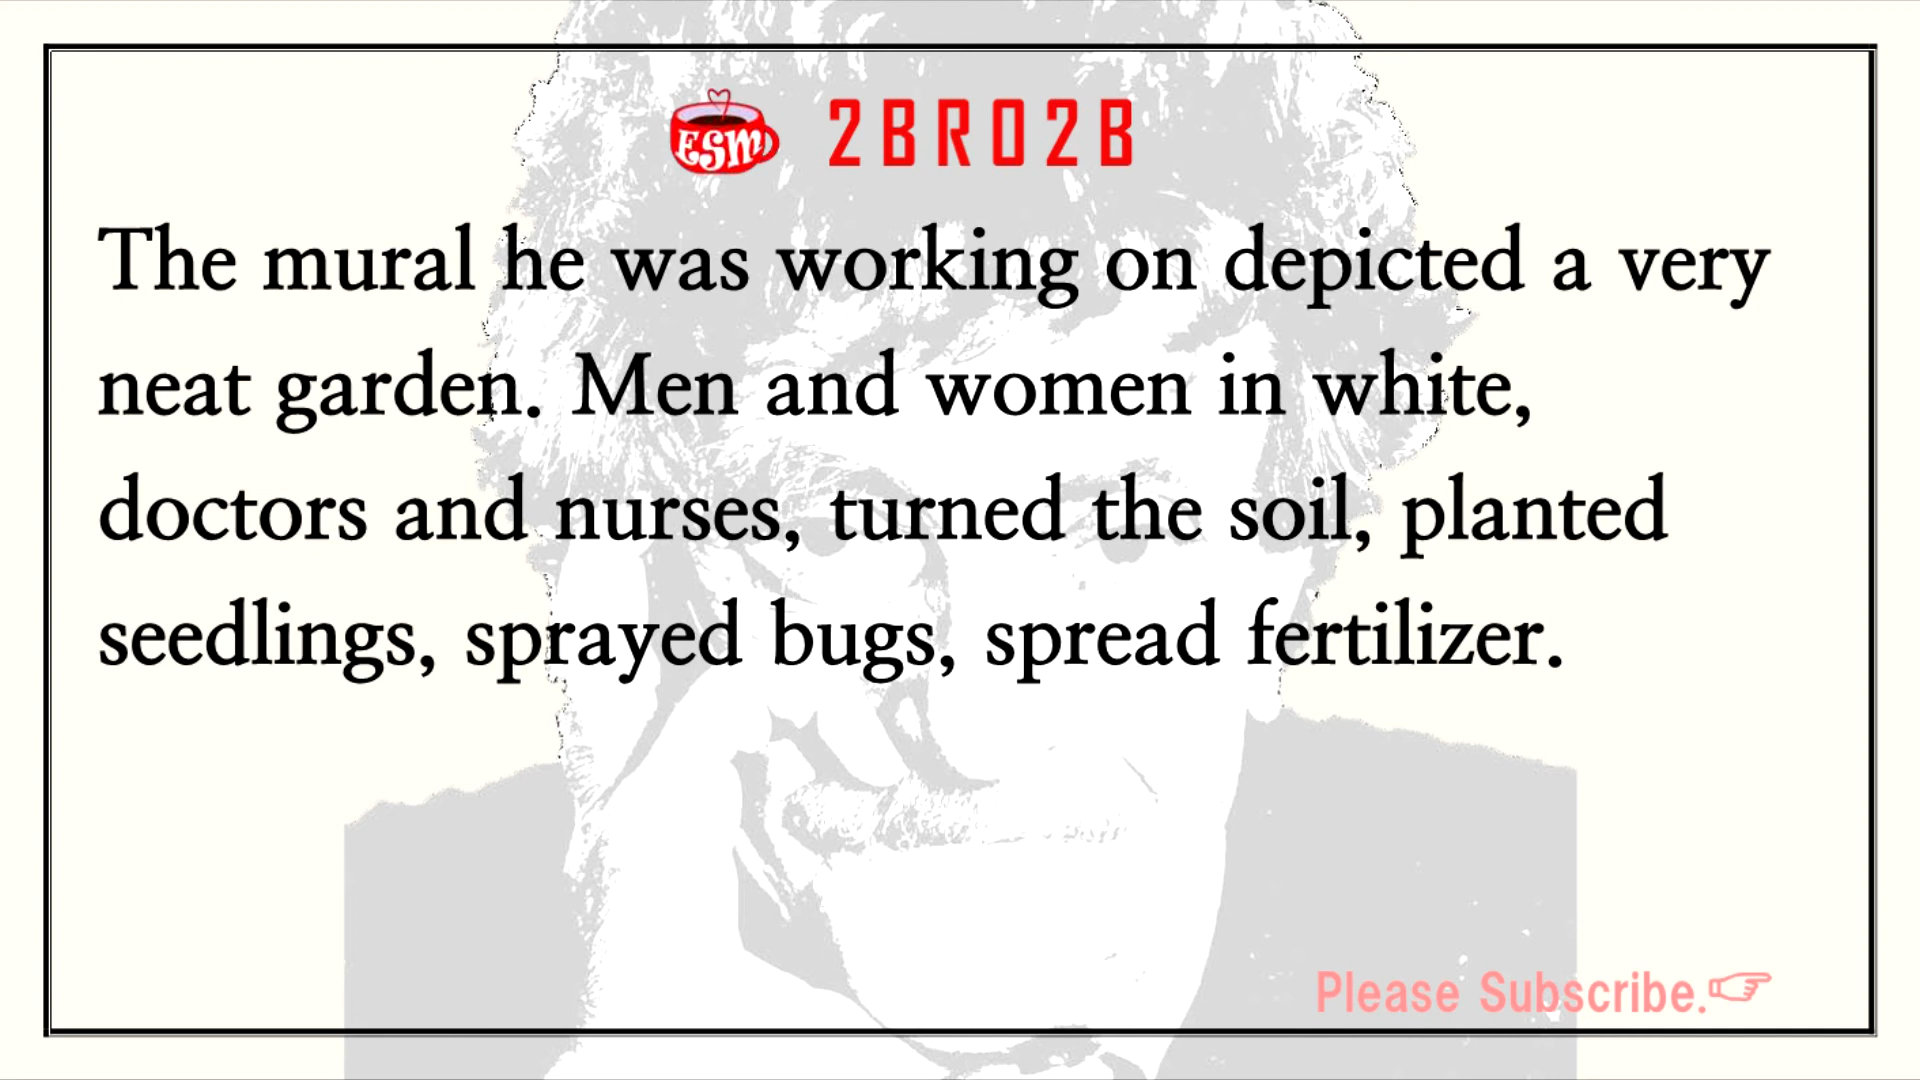 ESM 2BR02B
The mural he was working on depicted a very
neat garden. Men and women in white,
doctors and nurses, turned the soil, planted
seedlings, sprayed bugs, spread fertilizer.
Please Subscribe.